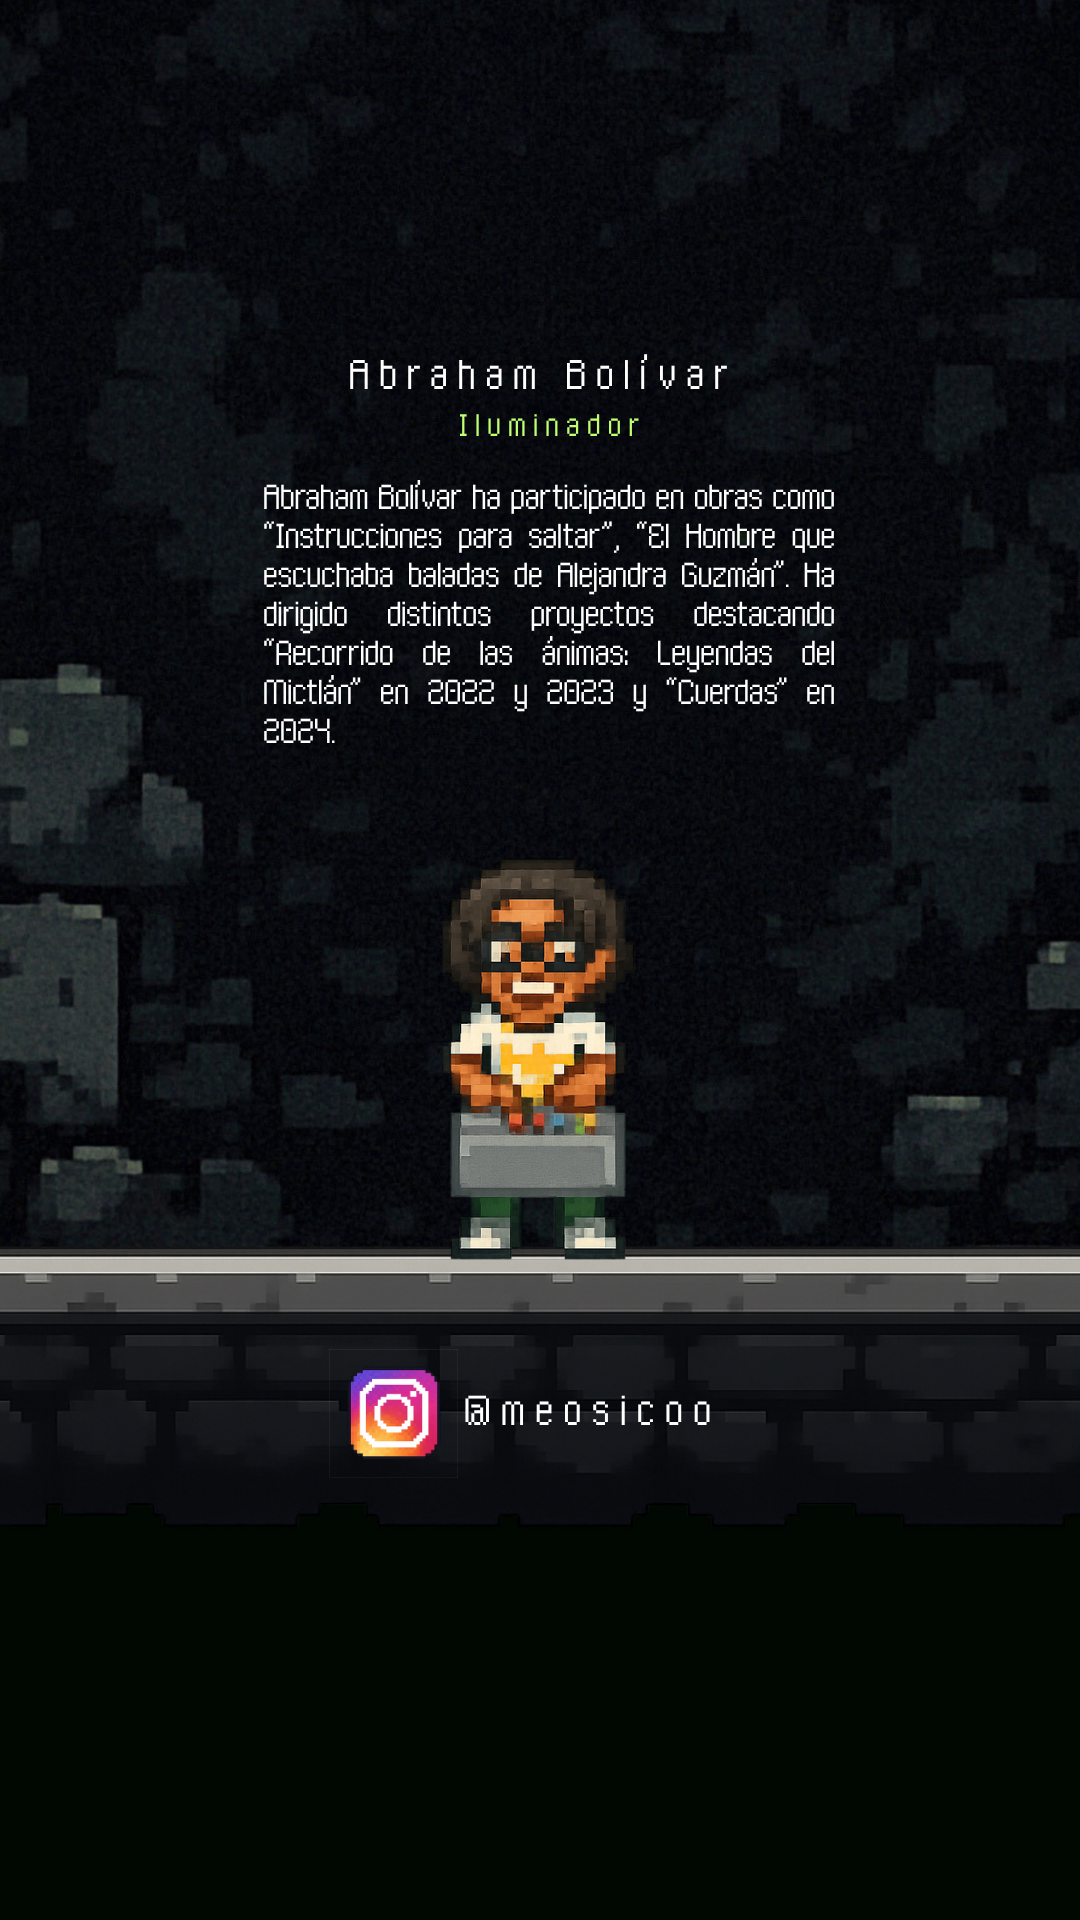 Abraham Bolívar
Iluminador
Abraham Bolívar ha participado en obras como
“Instrucciones para saltar”, “El Hombre que
escuchaba baladas de Alejandra Guzmán”. Ha
dirigido distintos proyectos destacando
“Recorrido de las ánimas: Leyendas del
Mictlán” en 2022 y 2023 y “Cuerdas” en
2024.
@meosicoo